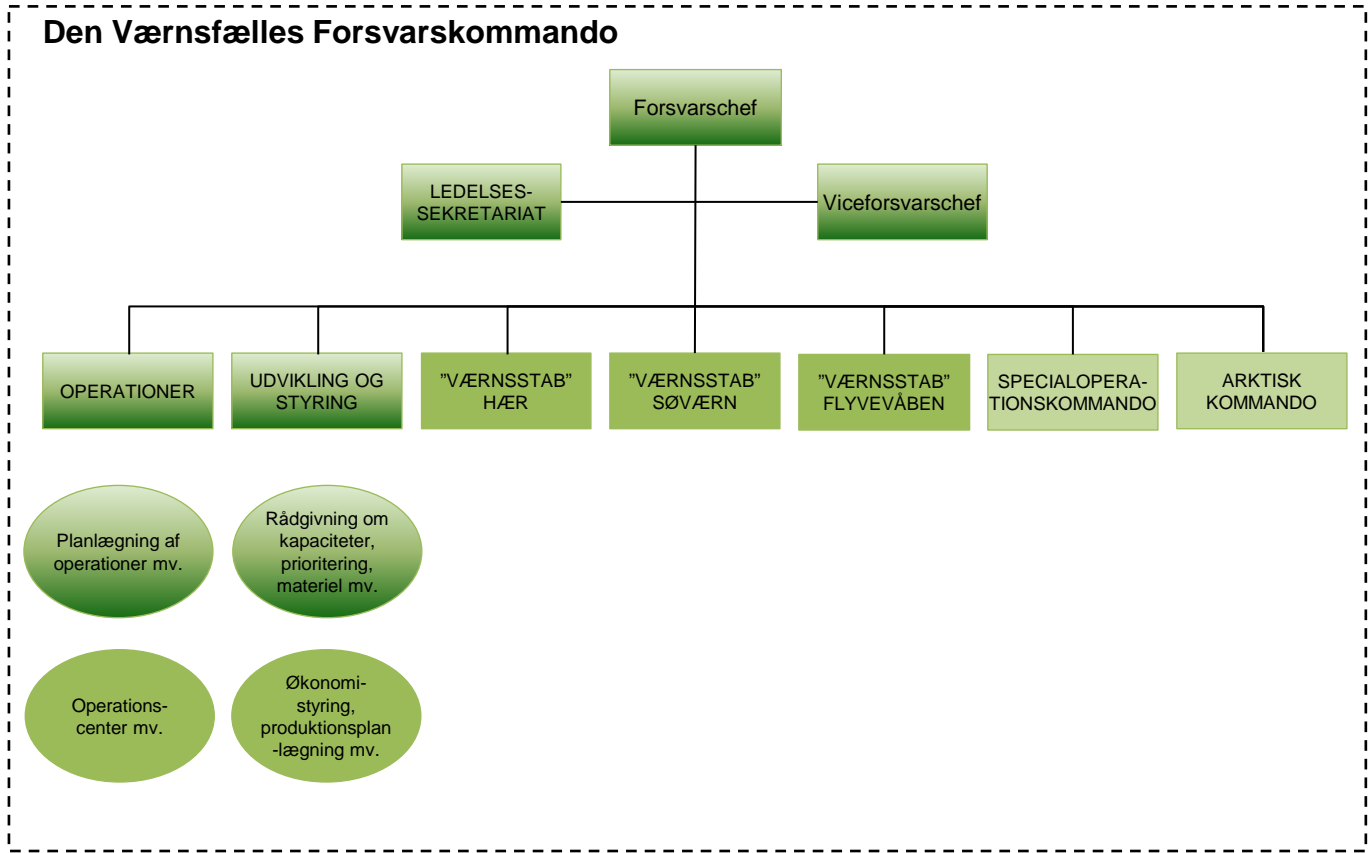 Den Værnsfælles Forsvarskommando
Forsvarschef
LEDELSES-
SEKRETARIAT
Viceforsvarschef
OPERATIONER
UDVIKLING OG
STYRING
”VÆRNSSTAB”
HÆR
”VÆRNSSTAB”
SØVÆRN
”VÆRNSSTAB”
FLYVEVÅBEN
SPECIALOPERA-
TIONSKOMMANDO
ARKTISK
KOMMANDO
Planlægning af
operationer mv.
Rådgivning om
kapaciteter,
prioritering,
materiel mv.
Operations-
center mv.
Økonomi-
styring,
produktionsplan
-lægning mv.